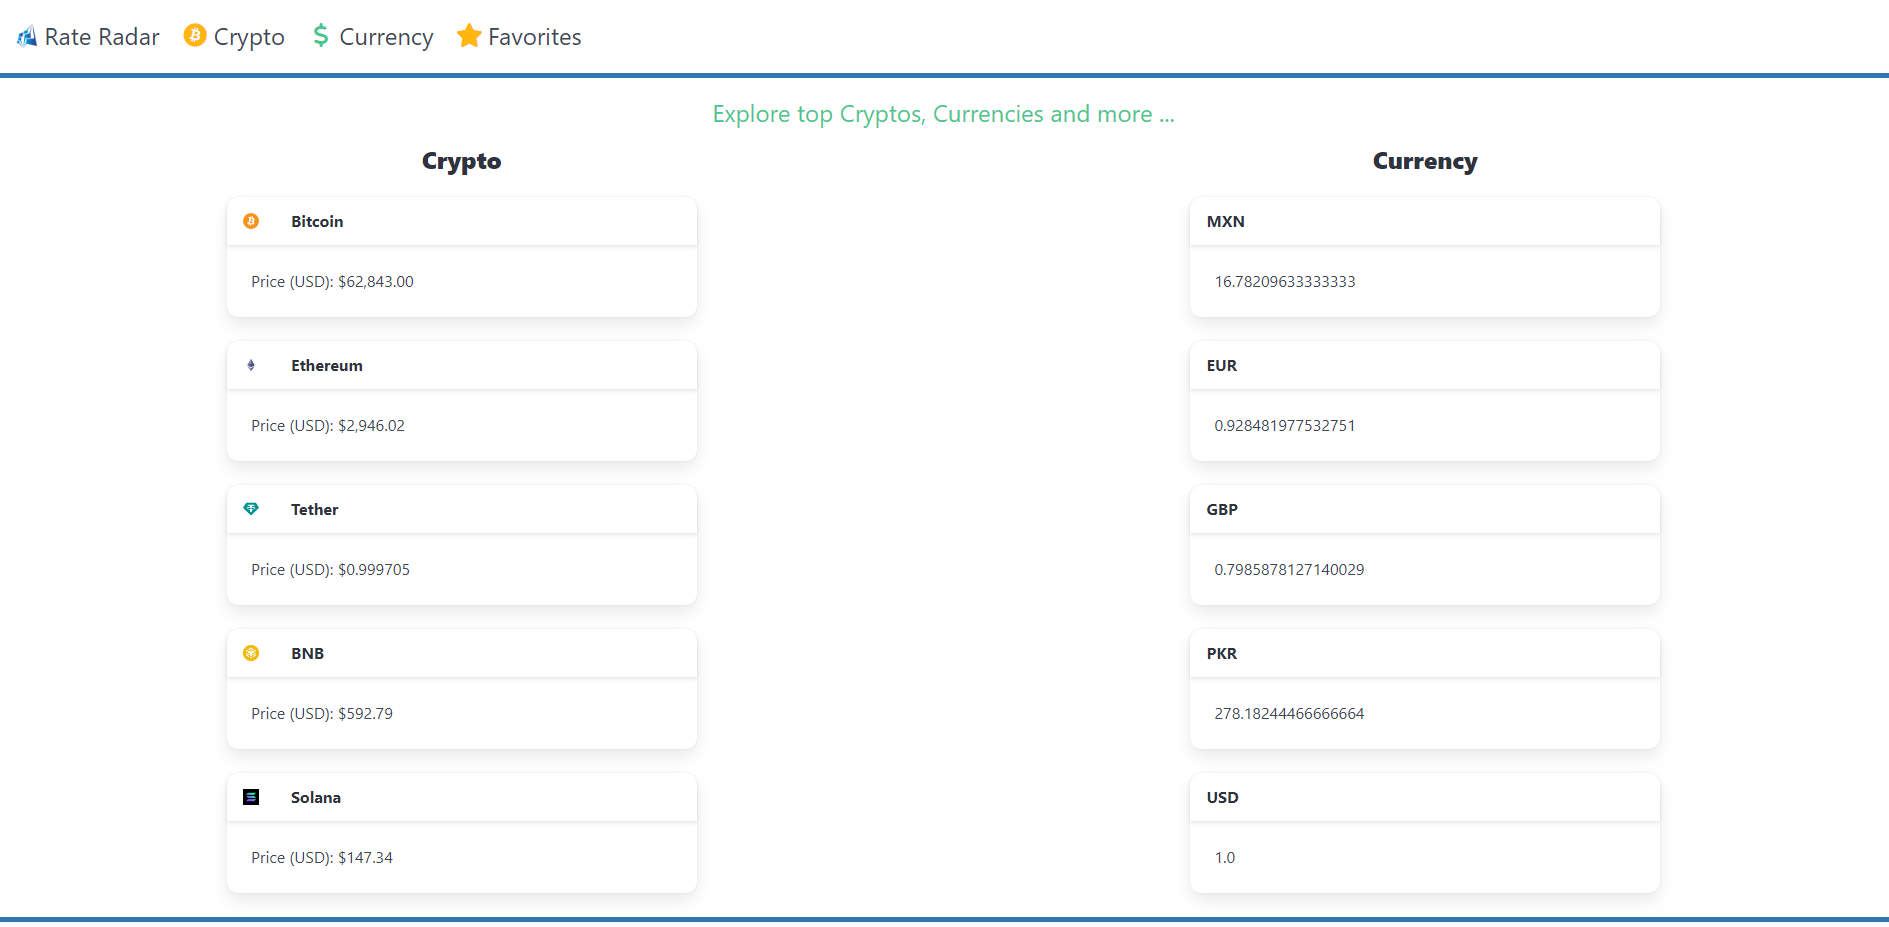 Rate Radar Crypto Currency Favorites
Explore top Cryptos, Currencies and more ...
Crypto
Bitcoin
Price (USD): $62,843.00
Ethereum
Price (USD): $2,946.02
Tether
Price (USD): $0.999705
BNB
Price (USD): $592.79
Solana
Price (USD): $147.34
Currency
MXN
16.78209633333333
EUR
0.928481977532751
GBP
0.7985878127140029
PKR
278.18244466666664
USD
1.0